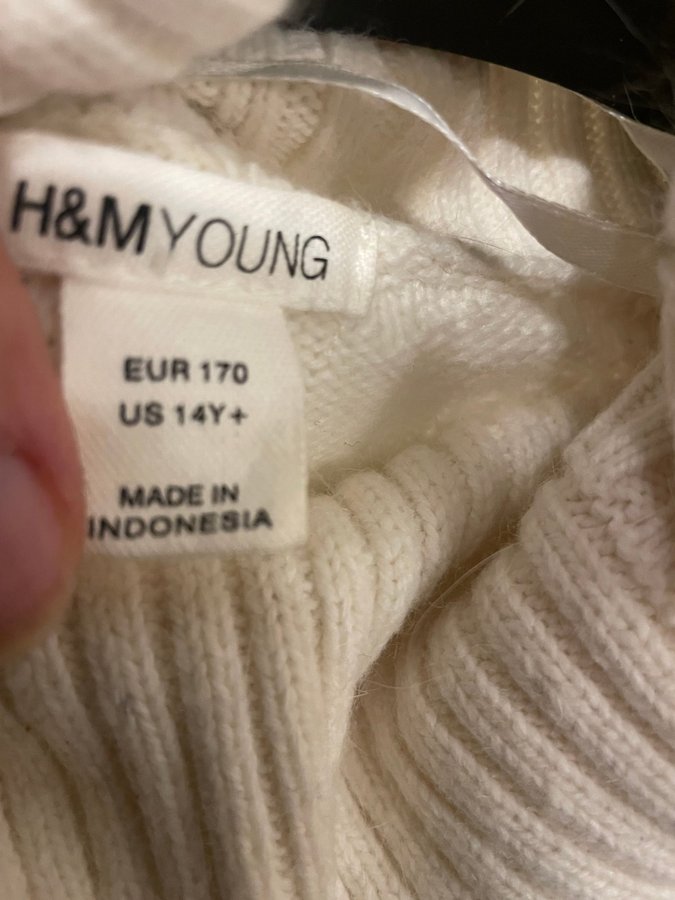 H&M YOUNG
EUR 170
US 14Y+
MADE IN
INDONESIA